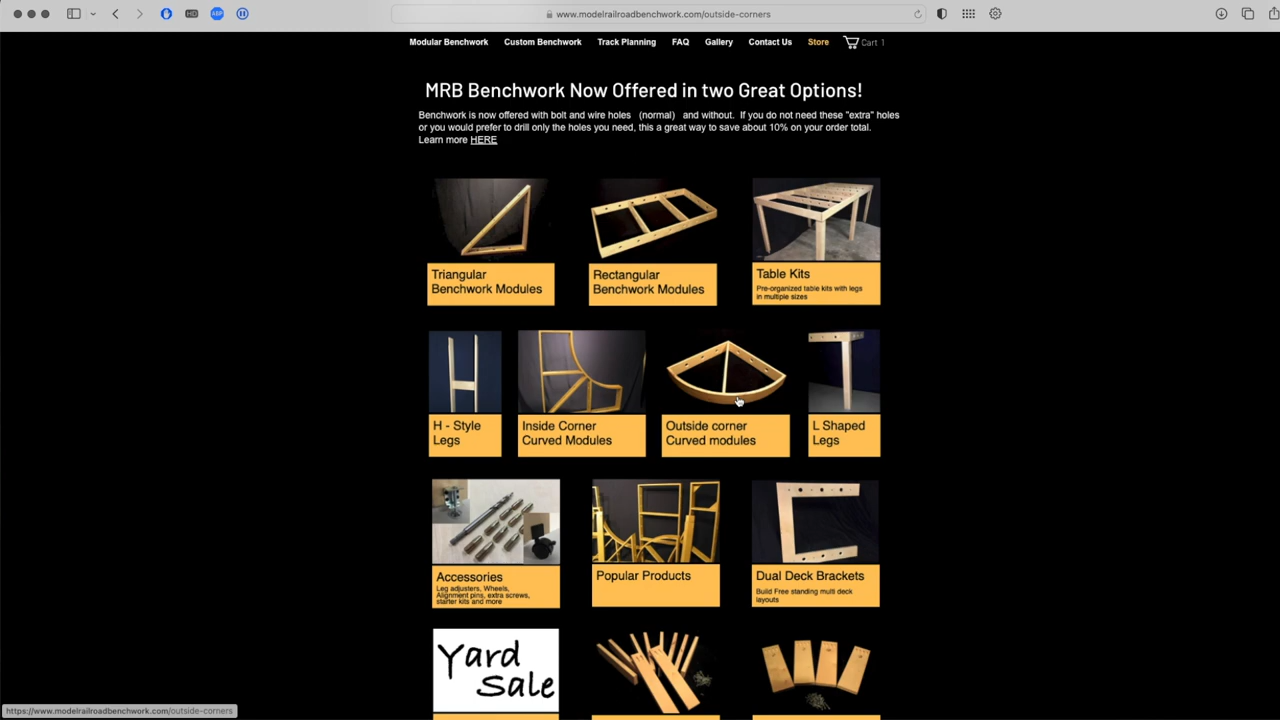 HD
ABP
www.modelrailroadbenchwork.com/outside-corners
Modular Benchwork Custom Benchwork Track Planning FAQ Gallery Contact Us Store Cart 1
MRB Benchwork Now Offered in two Great Options!
Benchwork is now offered with bolt and wire holes (normal) and without. If you do not need these "extra" holes
or you would prefer to drill only the holes you need, this a great way to save about 10% on your order total.
Learn more HERE
Triangular
Benchwork Modules
Rectangular
Benchwork Modules
Table Kits
Pre-organized table kits with legs
in multiple sizes
H - Style
Legs
Inside Corner
Curved Modules
Outside corner
Curved modules
L Shaped
Legs
Accessories
Leg adjusters, Wheels,
Alignment pins, extra screws,
starter kits and more
Popular Products
Dual Deck Brackets
Build Free standing multi deck
layouts
Yard
Sale
https://www.modelrailroadbenchwork.com/outside-corners